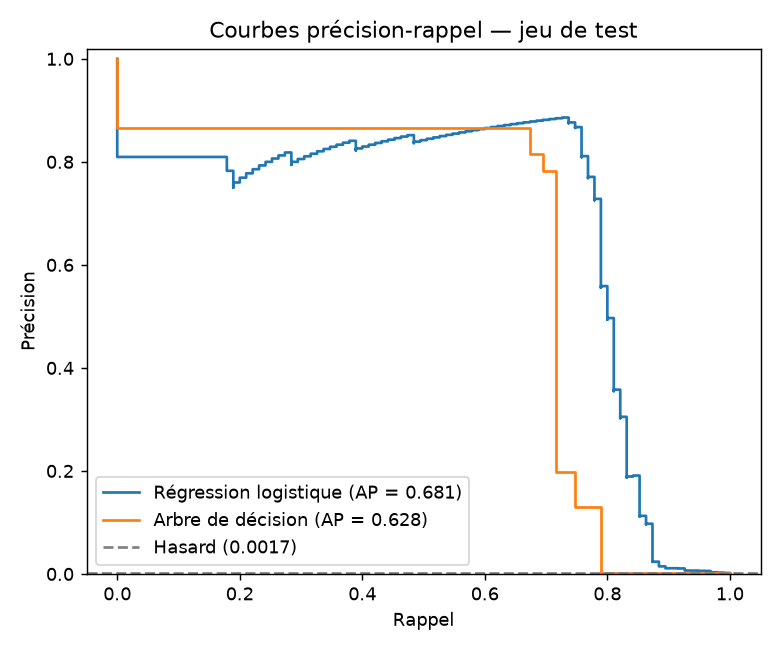 Courbes précision-rappel — jeu de test
1.0
0.8
0.6
0.4
0.2
0.0
Précision
Régression logistique (AP = 0.681)
Arbre de décision (AP = 0.628)
Hasard (0.0017)
0.0 0.2 0.4 0.6 0.8 1.0
Rappel